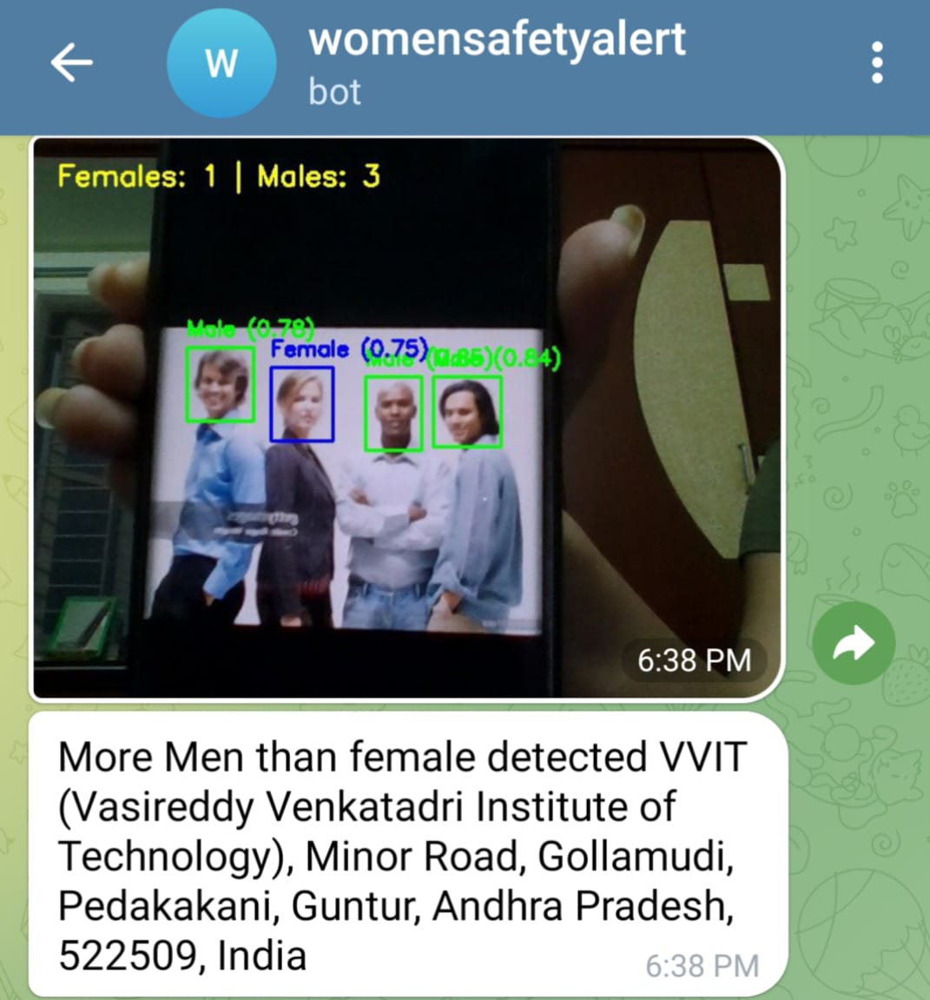 womensafetyalert
W
bot
Females: 1 | Males: 3
Male (0.78)
Female (0.75)
Male
(0.84)
6:38 PM
More Men than female detected VVIT
(Vasireddy Venkatadri Institute of
Technology), Minor Road, Gollamudi,
Pedakakani, Guntur, Andhra Pradesh,
522509, India
6:38 PM